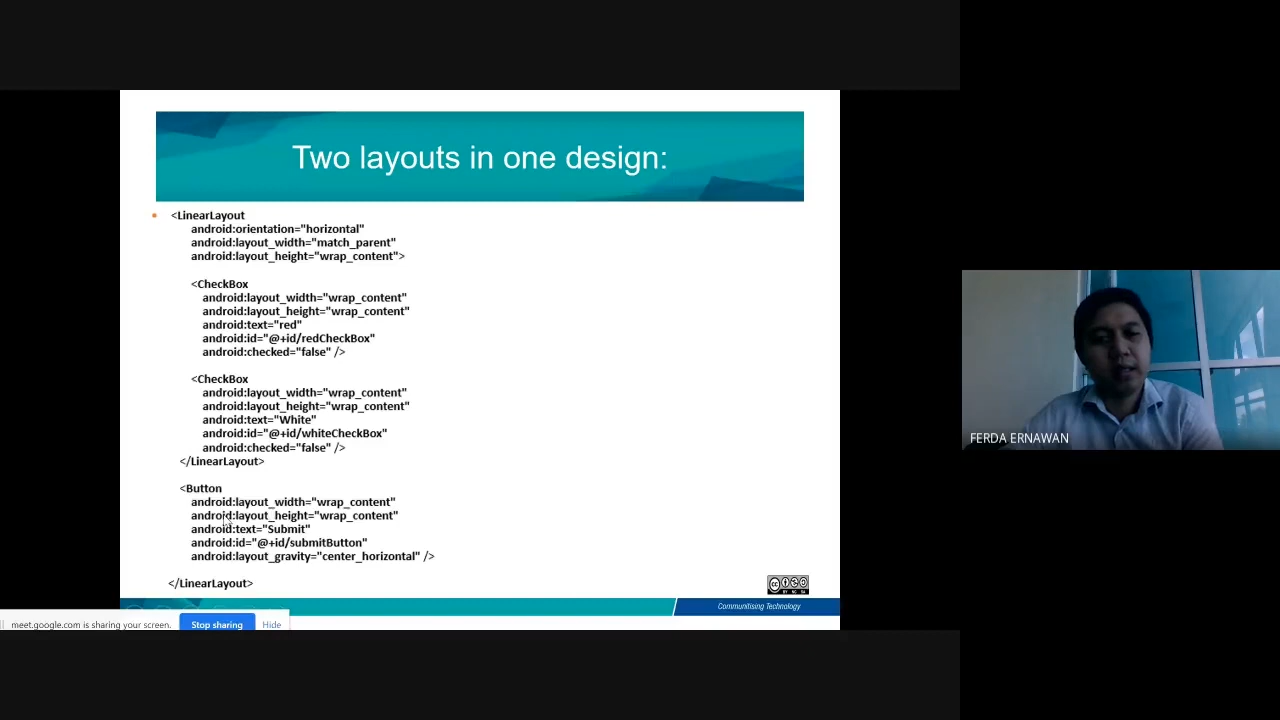 Two layouts in one design:
• <LinearLayout
android:orientation="horizontal"
android:layout_width="match_parent"
android:layout_height="wrap_content">
<CheckBox
android:layout_width="wrap_content"
android:layout_height="wrap_content"
android:text="red"
android:id="@+id/redCheckBox"
android:checked="false" />
<CheckBox
android:layout_width="wrap_content"
android:layout_height="wrap_content"
android:text="White"
android:id="@+id/whiteCheckBox"
android:checked="false" />
</LinearLayout>
<Button
android:layout_width="wrap_content"
android:layout_height="wrap_content"
android:text="Submit"
android:id="@+id/submitButton"
android:layout_gravity="center_horizontal" />
</LinearLayout>
cc BY NC SA
Communitising Technology
meet.google.com is sharing your screen.
Stop sharing
Hide
FERDA ERNAWAN